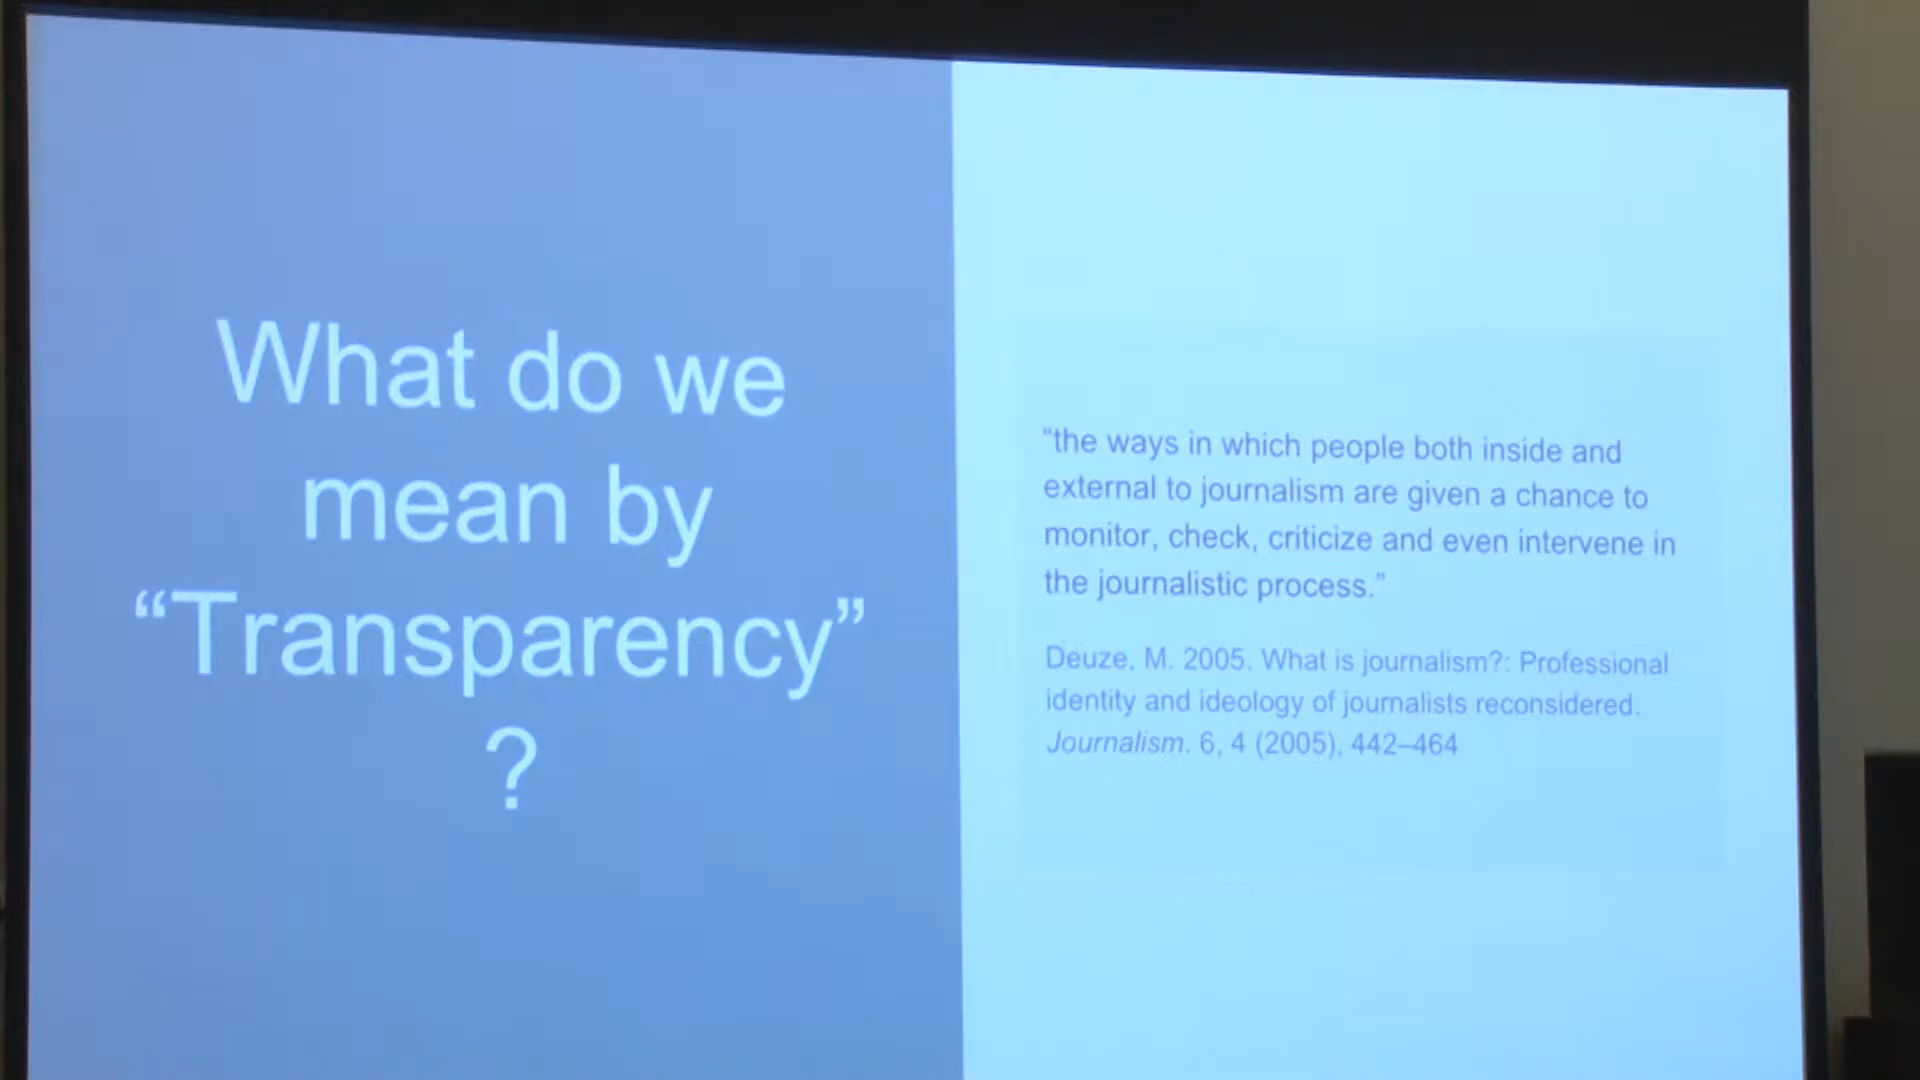 What do we
mean by
“Transparency”
?
“the ways in which people both inside and
external to journalism are given a chance to
monitor, check, criticize and even intervene in
the journalistic process.”
Deuze, M. 2005. What is journalism?: Professional
identity and ideology of journalists reconsidered.
Journalism. 6, 4 (2005), 442–464